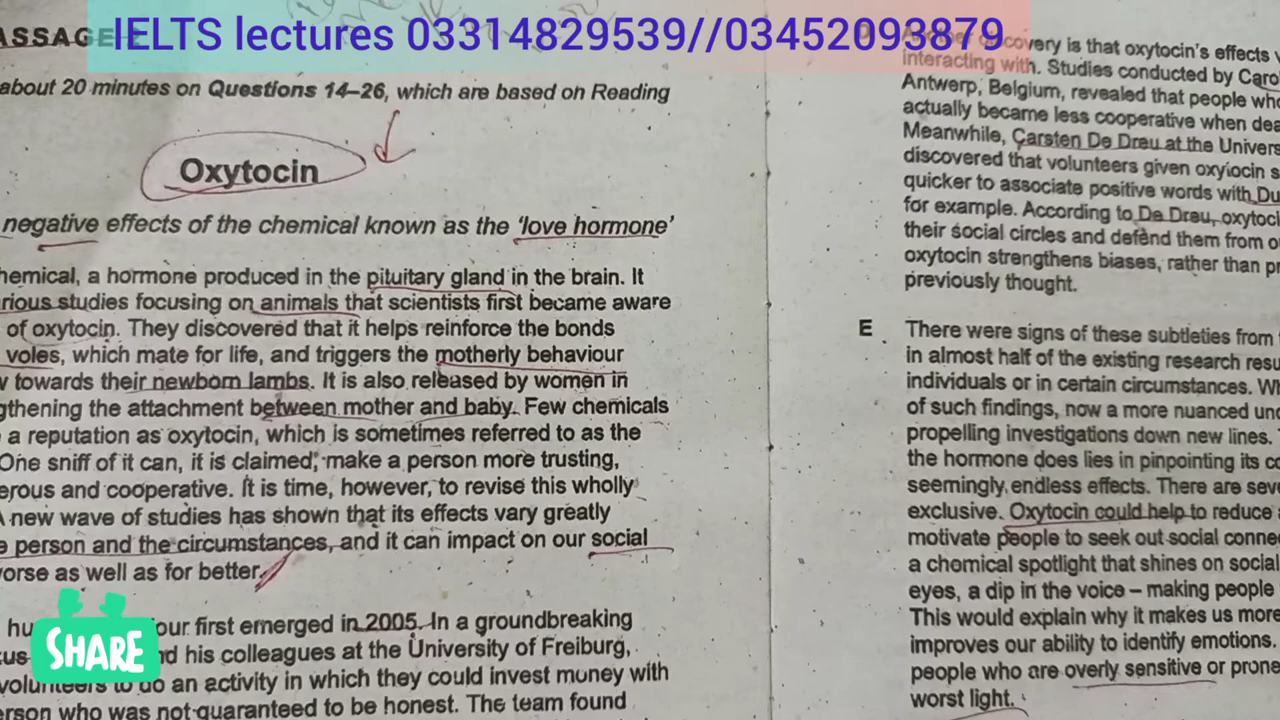 IELTS lectures 03314829539//03452093879
ASSAGE
about 20 minutes on Questions 14–26, which are based on Reading
Oxytocin
negative effects of the chemical known as the 'love hormone'
hemical, a hormone produced in the pituitary gland in the brain. It
rious studies focusing on animals that scientists first became aware
of oxytocin. They discovered that it helps reinforce the bonds
voles, which mate for life, and triggers the motherly behaviour
towards their newborn lambs. It is also released by women in
gthening the attachment between mother and baby. Few chemicals
a reputation as oxytocin, which is sometimes referred to as the
One sniff of it can, it is claimed, make a person more trusting,
erous and cooperative. It is time, however, to revise this wholly
A new wave of studies has shown that its effects vary greatly
e person and the circumstances, and it can impact on our social
orse as well as for better.
hu our first emerged in 2005. In a groundbreaking
us nd his colleagues at the University of Freiburg,
volunteers to do an activity in which they could invest money with
erson who was not guaranteed to be honest. The team found
SHARE
covery is that oxytocin's effects v
interacting with. Studies conducted by Caro
Antwerp, Belgium, revealed that people who
actually became less cooperative when dea
Meanwhile, Carsten De Dreu at the Univers
discovered that volunteers given oxytocin s
quicker to associate positive words with Du
for example. According to De Dreu, oxytoci
their social circles and defend them from o
oxytocin strengthens biases, rather than pr
previously thought.
E There were signs of these subtleties from
in almost half of the existing research resu
individuals or in certain circumstances. Wh
of such findings, now a more nuanced und
propelling investigations down new lines.
the hormone does lies in pinpointing its co
seemingly endless effects. There are seve
exclusive. Oxytocin could help to reduce
motivate people to seek out social conne
a chemical spotlight that shines on social
eyes, a dip in the voice – making people
This would explain why it makes us more
improves our ability to identify emotions.
people who are overly sensitive or prone
worst light.